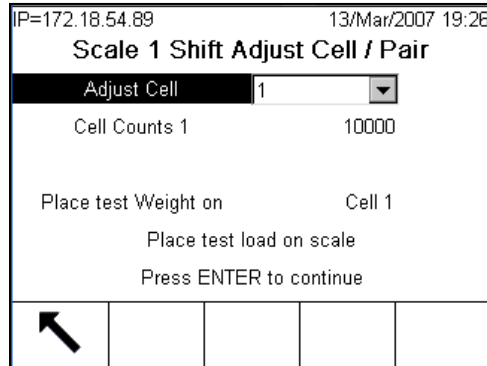 IP=172.18.54.89 13/Mar/2007 19:26
Scale 1 Shift Adjust Cell / Pair
Adjust Cell 1
Cell Counts 1 10000
Place test Weight on Cell 1
Place test load on scale
Press ENTER to continue